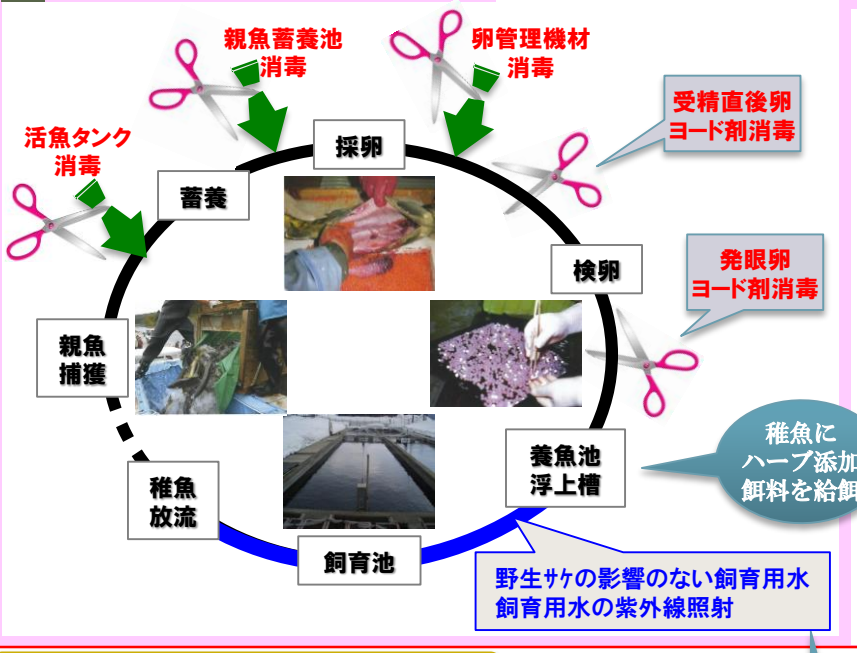 親魚蓄養池
消毒
卵管理機材
消毒
受精直後卵
ヨード剤消毒
活魚タンク
消毒
採卵
蓄養
検卵
発眼卵
ヨード剤消毒
親魚
捕獲
稚魚に
ハーブ添加
餌料を給餌
養魚池
浮上槽
稚魚
放流
飼育池
野生サケの影響のない飼育用水
飼育用水の紫外線照射